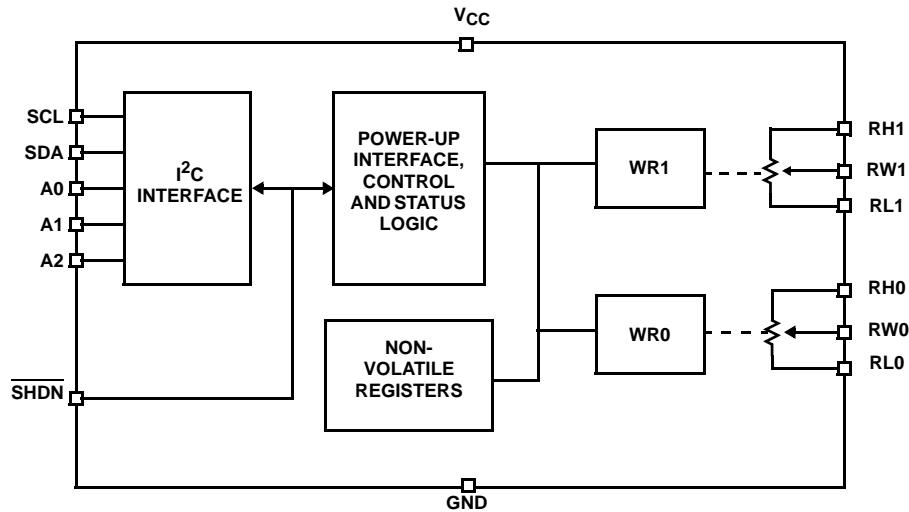 VCC
SCL
SDA
A0
A1
A2
SHDN
I2C
INTERFACE
POWER-UP
INTERFACE,
CONTROL
AND STATUS
LOGIC
NON-
VOLATILE
REGISTERS
WR1
WR0
RH1
RW1
RL1
RH0
RW0
RL0
GND